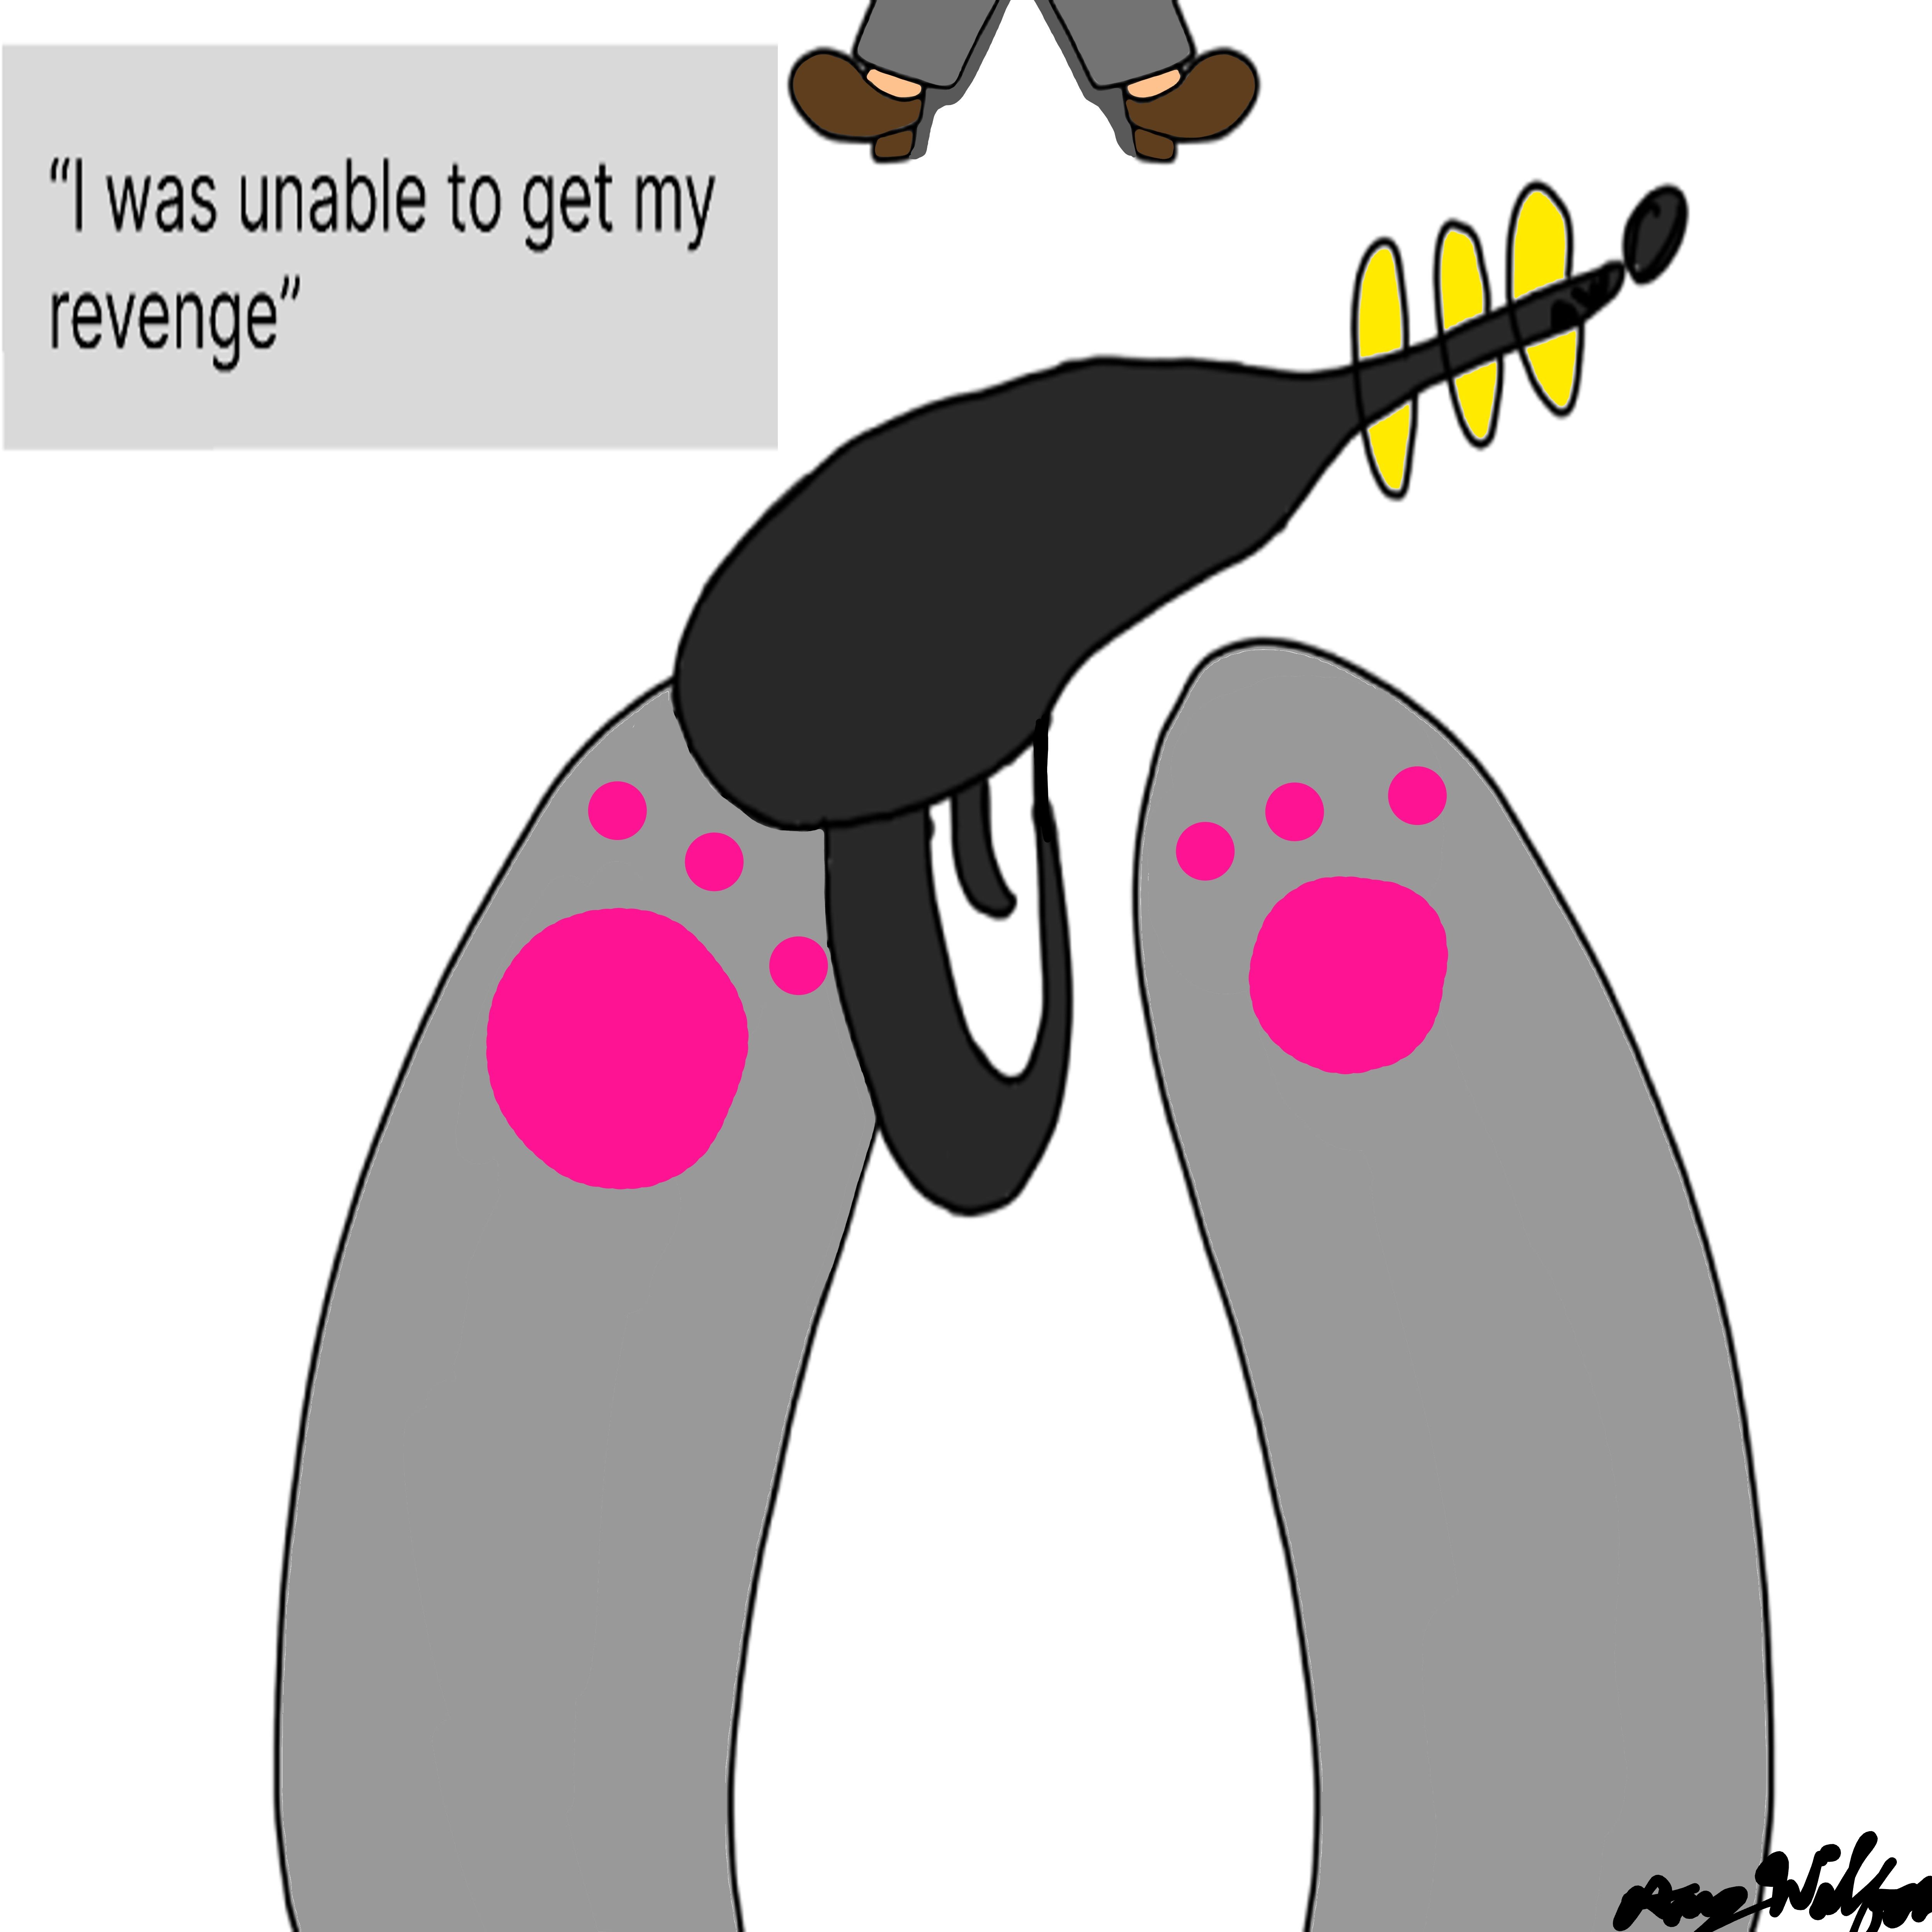 “I was unable to get my
revenge”